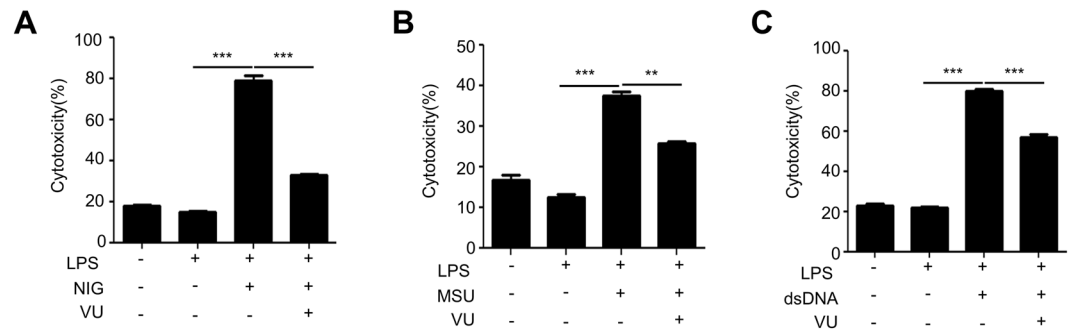 A
Cytotoxicity(%)
100
80
60
40
20
0
*** ***
LPS - + + +
NIG - - + +
VU - - - +
B
Cytotoxicity(%)
50
40
30
20
10
0
*** **
LPS - + + +
MSU - - + +
VU - - - +
C
Cytotoxicity(%)
100
80
60
40
20
0
*** ***
LPS - + + +
dsDNA - - + +
VU - - - +